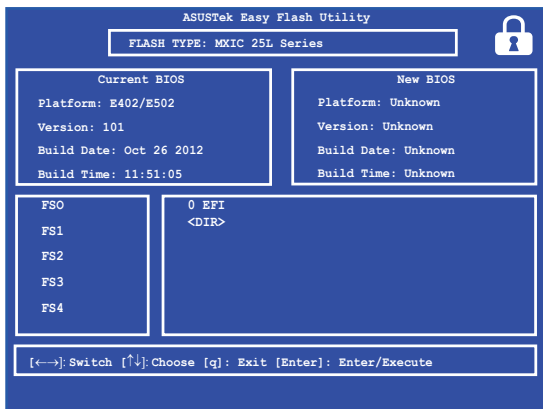 ASUSTek Easy Flash Utility
FLASH TYPE: MXIC 25L Series
Current BIOS
Platform: E402/E502
Version: 101
Build Date: Oct 26 2012
Build Time: 11:51:05
New BIOS
Platform: Unknown
Version: Unknown
Build Date: Unknown
Build Time: Unknown
FSO
FS1
FS2
FS3
FS4
0 EFI
<DIR>
[←→]: Switch [↑↓]: Choose [q]: Exit [Enter]: Enter/Execute